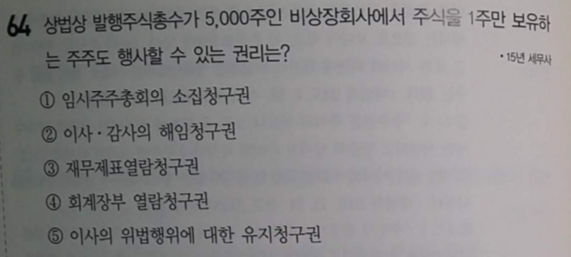 64 상법상 발행주식총수가 5,000주인 비상장회사에서 주식을 1주만 보유하
는 주주도 행사할 수 있는 권리는?
• 15년 세무사
① 임시주주총회의 소집청구권
② 이사·감사의 해임청구권
③ 재무제표열람청구권
④ 회계장부 열람청구권
⑤ 이사의 위법행위에 대한 유지청구권